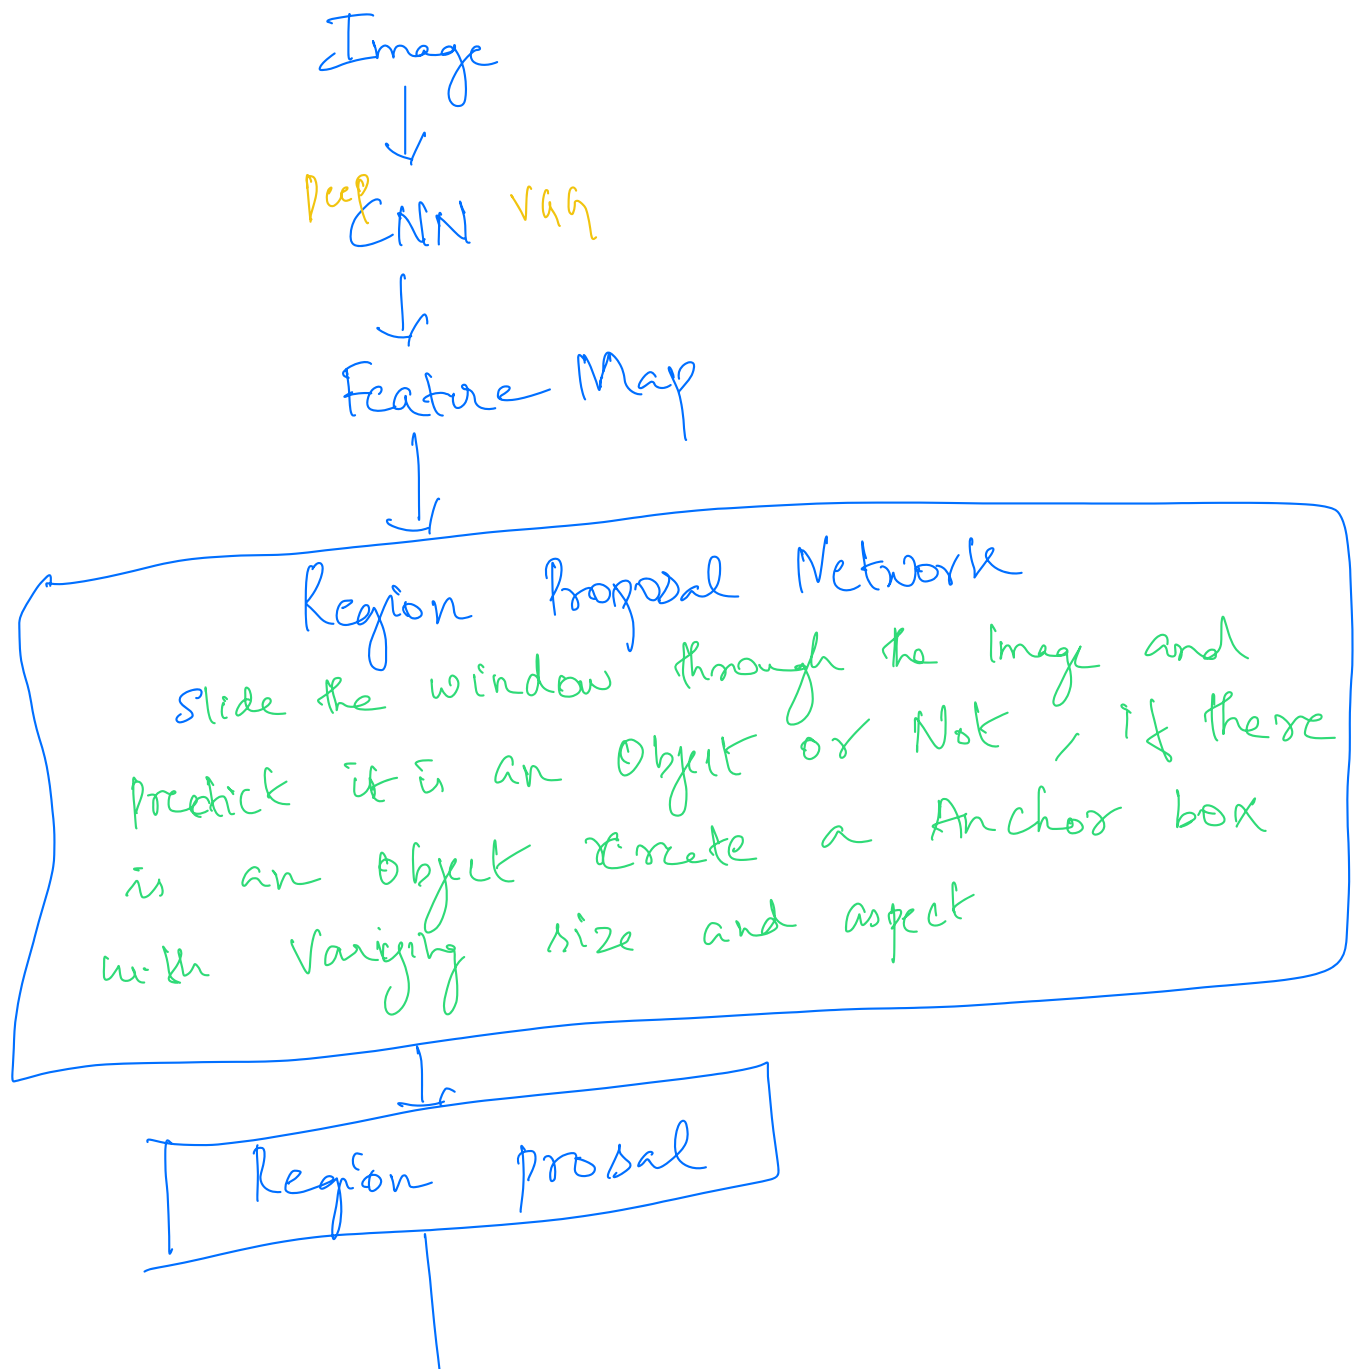 Image
Deep CNN VGG
Feature Map
Region Proposal Network
Slide the window through the Image and
Predict it is an Object or Not, if there
is an object create a Anchor box
with Varying size and aspect
Region prosal